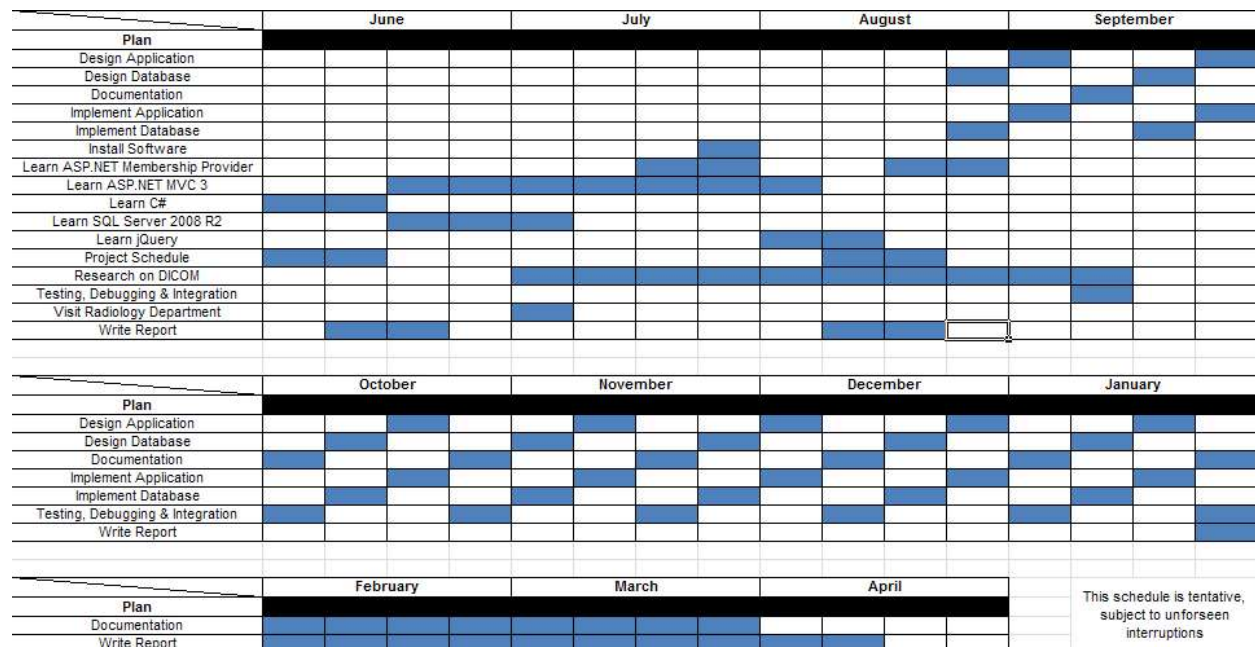 June July August September
Plan
Design Application
Design Database
Documentation
Implement Application
Implement Database
Install Software
Learn ASP.NET Membership Provider
Learn ASP.NET MVC 3
Learn C#
Learn SQL Server 2008 R2
Learn jQuery
Project Schedule
Research on DICOM
Testing, Debugging & Integration
Visit Radiology Department
Write Report
October November December January
Plan
Design Application
Design Database
Documentation
Implement Application
Implement Database
Testing, Debugging & Integration
Write Report
February March April
Plan
Documentation
Write Report
This schedule is tentative,
subject to unforseen
interruptions